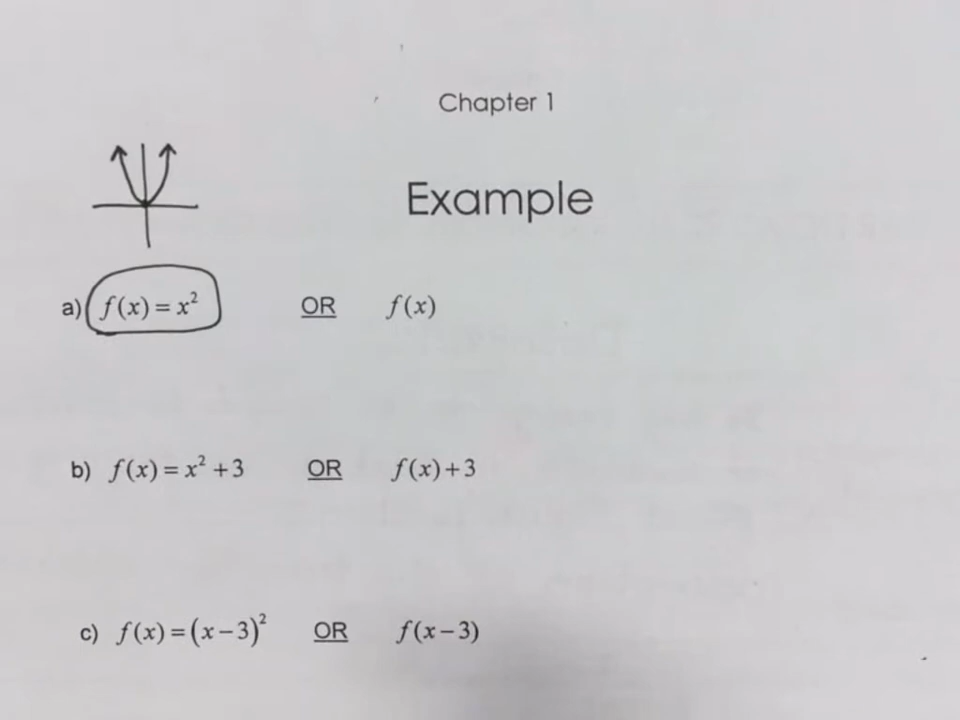 Chapter 1
Example
a) f(x) = x² OR f(x)
b) f(x) = x² + 3 OR f(x) + 3
c) f(x) = (x − 3)² OR f(x − 3)